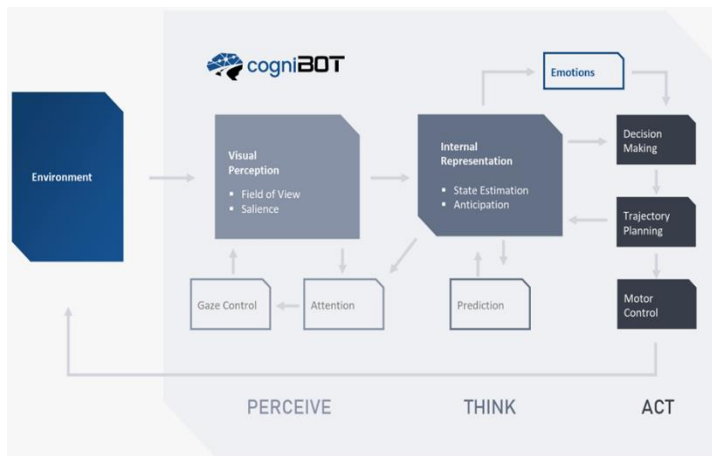 cogniBOT
Emotions
Environment
Visual
Perception
▪ Field of View
▪ Salience
Internal
Representation
▪ State Estimation
▪ Anticipation
Decision
Making
Trajectory
Planning
Gaze Control
Attention
Prediction
Motor
Control
PERCEIVE
THINK
ACT